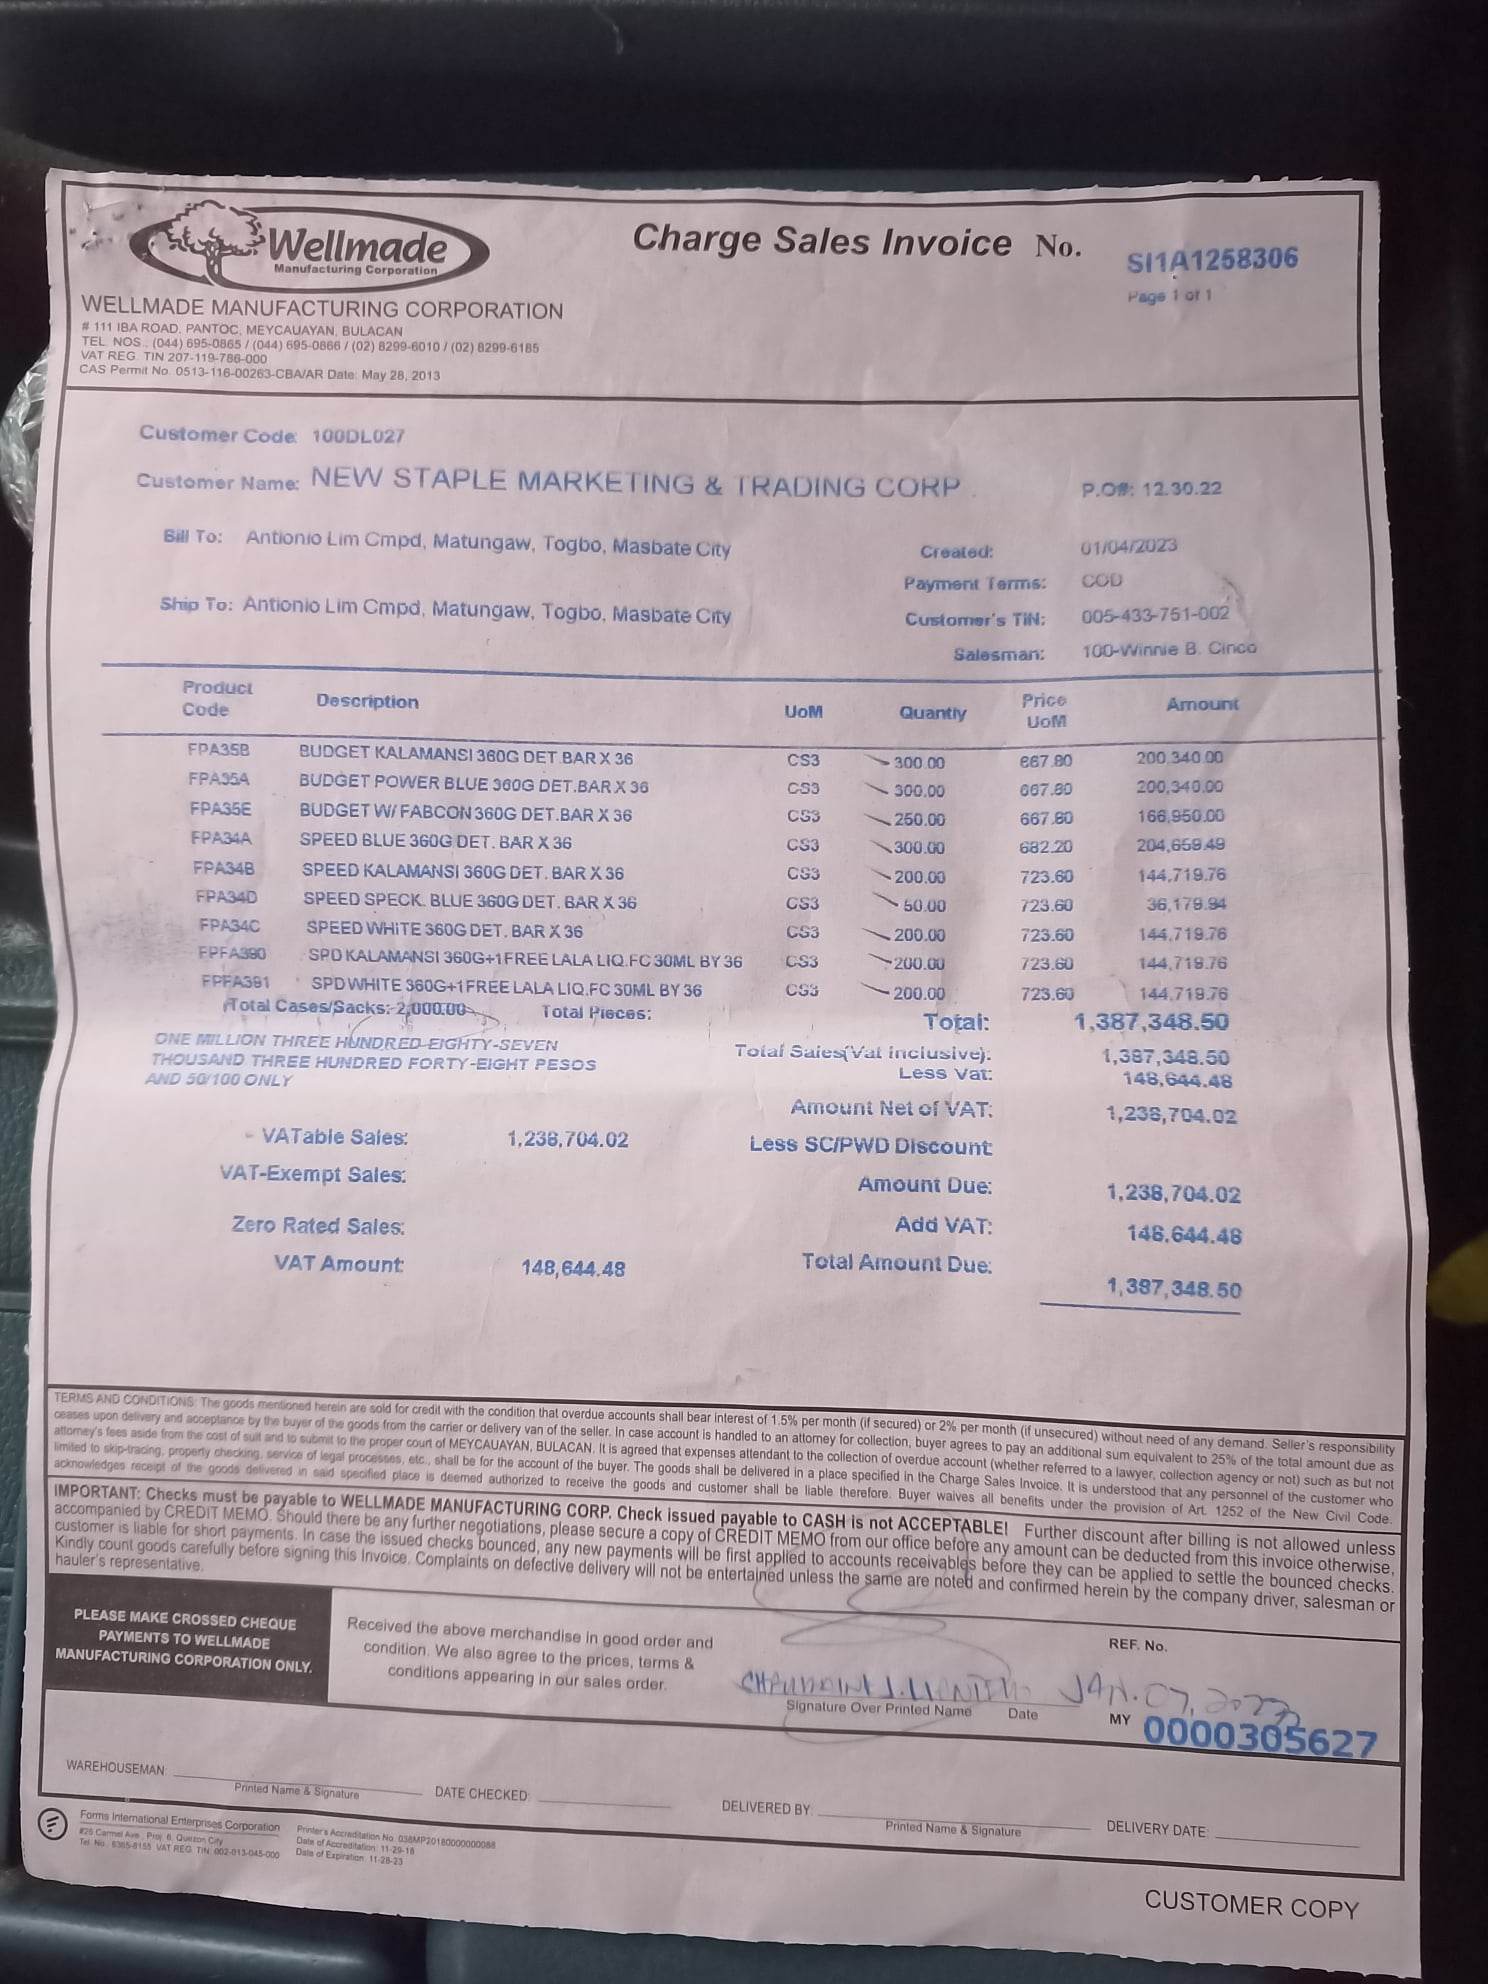 Wellmade
Manufacturing Corporation
Charge Sales Invoice No. SI1A1258306
Page 1 of 1
WELLMADE MANUFACTURING CORPORATION
# 111 IBA ROAD, PANTOC, MEYCAUAYAN, BULACAN
TEL. NOS.: (044) 695-0865 / (044) 695-0866 / (02) 8299-6010 / (02) 8299-6185
VAT REG. TIN 207-119-786-000
CAS Permit No. 0513-116-00263-CBA/AR Date: May 28, 2013
Customer Code: 100DL027
Customer Name: NEW STAPLE MARKETING & TRADING CORP
P.O#: 12.30.22
Bill To: Antionio Lim Cmpd, Matungaw, Togbo, Masbate City
Created: 01/04/2023
Payment Terms: COD
Ship To: Antionio Lim Cmpd, Matungaw, Togbo, Masbate City
Customer's TIN: 005-433-751-002
Salesman: 100-Winnie B. Cinco
Product Code Description UoM Quantiy Price UoM Amount
FPA35B BUDGET KALAMANSI 360G DET.BAR X 36 CS3 300.00 667.80 200,340.00
FPA35A BUDGET POWER BLUE 360G DET.BAR X 36 CS3 300.00 667.80 200,340.00
FPA35E BUDGET W/ FABCON 360G DET.BAR X 36 CS3 250.00 667.80 166,950.00
FPA34A SPEED BLUE 360G DET. BAR X 36 CS3 300.00 682.20 204,659.49
FPA34B SPEED KALAMANSI 360G DET. BAR X 36 CS3 200.00 723.60 144,719.76
FPA34D SPEED SPECK. BLUE 360G DET. BAR X 36 CS3 50.00 723.60 36,179.94
FPA34C SPEED WHITE 360G DET. BAR X 36 CS3 200.00 723.60 144,719.76
FPFA390 SPD KALAMANSI 360G+1FREE LALA LIQ.FC 30ML BY 36 CS3 200.00 723.60 144,719.76
FPFA391 SPD WHITE 360G+1FREE LALA LIQ.FC 30ML BY 36 CS3 200.00 723.60 144,719.76
Total Cases/Sacks: 2,000.00 Total Pieces: Total: 1,387,348.50
ONE MILLION THREE HUNDRED EIGHTY-SEVEN
THOUSAND THREE HUNDRED FORTY-EIGHT PESOS
AND 50/100 ONLY
Total Sales(Vat inclusive): 1,387,348.50
Less Vat: 148,644.48
Amount Net of VAT: 1,238,704.02
VATable Sales: 1,238,704.02 Less SC/PWD Discount
VAT-Exempt Sales: Amount Due: 1,238,704.02
Zero Rated Sales: Add VAT: 148,644.48
VAT Amount: 148,644.48 Total Amount Due: 1,387,348.50
TERMS AND CONDITIONS: The goods mentioned herein are sold for credit with the condition that overdue accounts shall bear interest of 1.5% per month (if secured) or 2% per month (if unsecured) without need of any demand. Seller's responsibility
ceases upon delivery and acceptance by the buyer of the goods from the carrier or delivery van of the seller. In case account is handled to an attorney for collection, buyer agrees to pay an additional sum equivalent to 25% of the total amount due as
attorney's fees aside from the cost of suit and to submit to the proper court of MEYCAUAYAN, BULACAN. It is agreed that expenses attendant to the collection of overdue account (whether referred to a lawyer, collection agency or not) such as but not
limited to skip-tracing, property checking, service of legal processes, etc., shall be for the account of the buyer. The goods shall be delivered in a place specified in the Charge Sales Invoice. It is understood that any personnel of the customer who
acknowledges receipt of the goods delivered in said specified place is deemed authorized to receive the goods and customer shall be liable therefore. Buyer waives all benefits under the provision of Art. 1252 of the New Civil Code.
IMPORTANT: Checks must be payable to WELLMADE MANUFACTURING CORP. Check issued payable to CASH is not ACCEPTABLE! Further discount after billing is not allowed unless
accompanied by CREDIT MEMO. Should there be any further negotiations, please secure a copy of CREDIT MEMO from our office before any amount can be deducted from this invoice otherwise,
customer is liable for short payments. In case the issued checks bounced, any new payments will be first applied to accounts receivables before they can be applied to settle the bounced checks.
Kindly count goods carefully before signing this Invoice. Complaints on defective delivery will not be entertained unless the same are noted and confirmed herein by the company driver, salesman or
hauler's representative.
PLEASE MAKE CROSSED CHEQUE
PAYMENTS TO WELLMADE
MANUFACTURING CORPORATION ONLY.
Received the above merchandise in good order and
condition. We also agree to the prices, terms &
conditions appearing in our sales order.
REF. No.
JAN. 07, 2023
Signature Over Printed Name Date
MY 0000305627
WAREHOUSEMAN:
Printed Name & Signature
DATE CHECKED:
DELIVERED BY:
Printed Name & Signature
DELIVERY DATE:
Forms International Enterprises Corporation
#26 Carmel Ave., Proj. 6, Quezon City
Tel. No.: 8365-8155 VAT REG. TIN: 002-013-045-000
Printer's Accreditation No. 038MP20180000000088
Date of Accreditation: 11-29-18
Date of Expiration: 11-28-23
CUSTOMER COPY